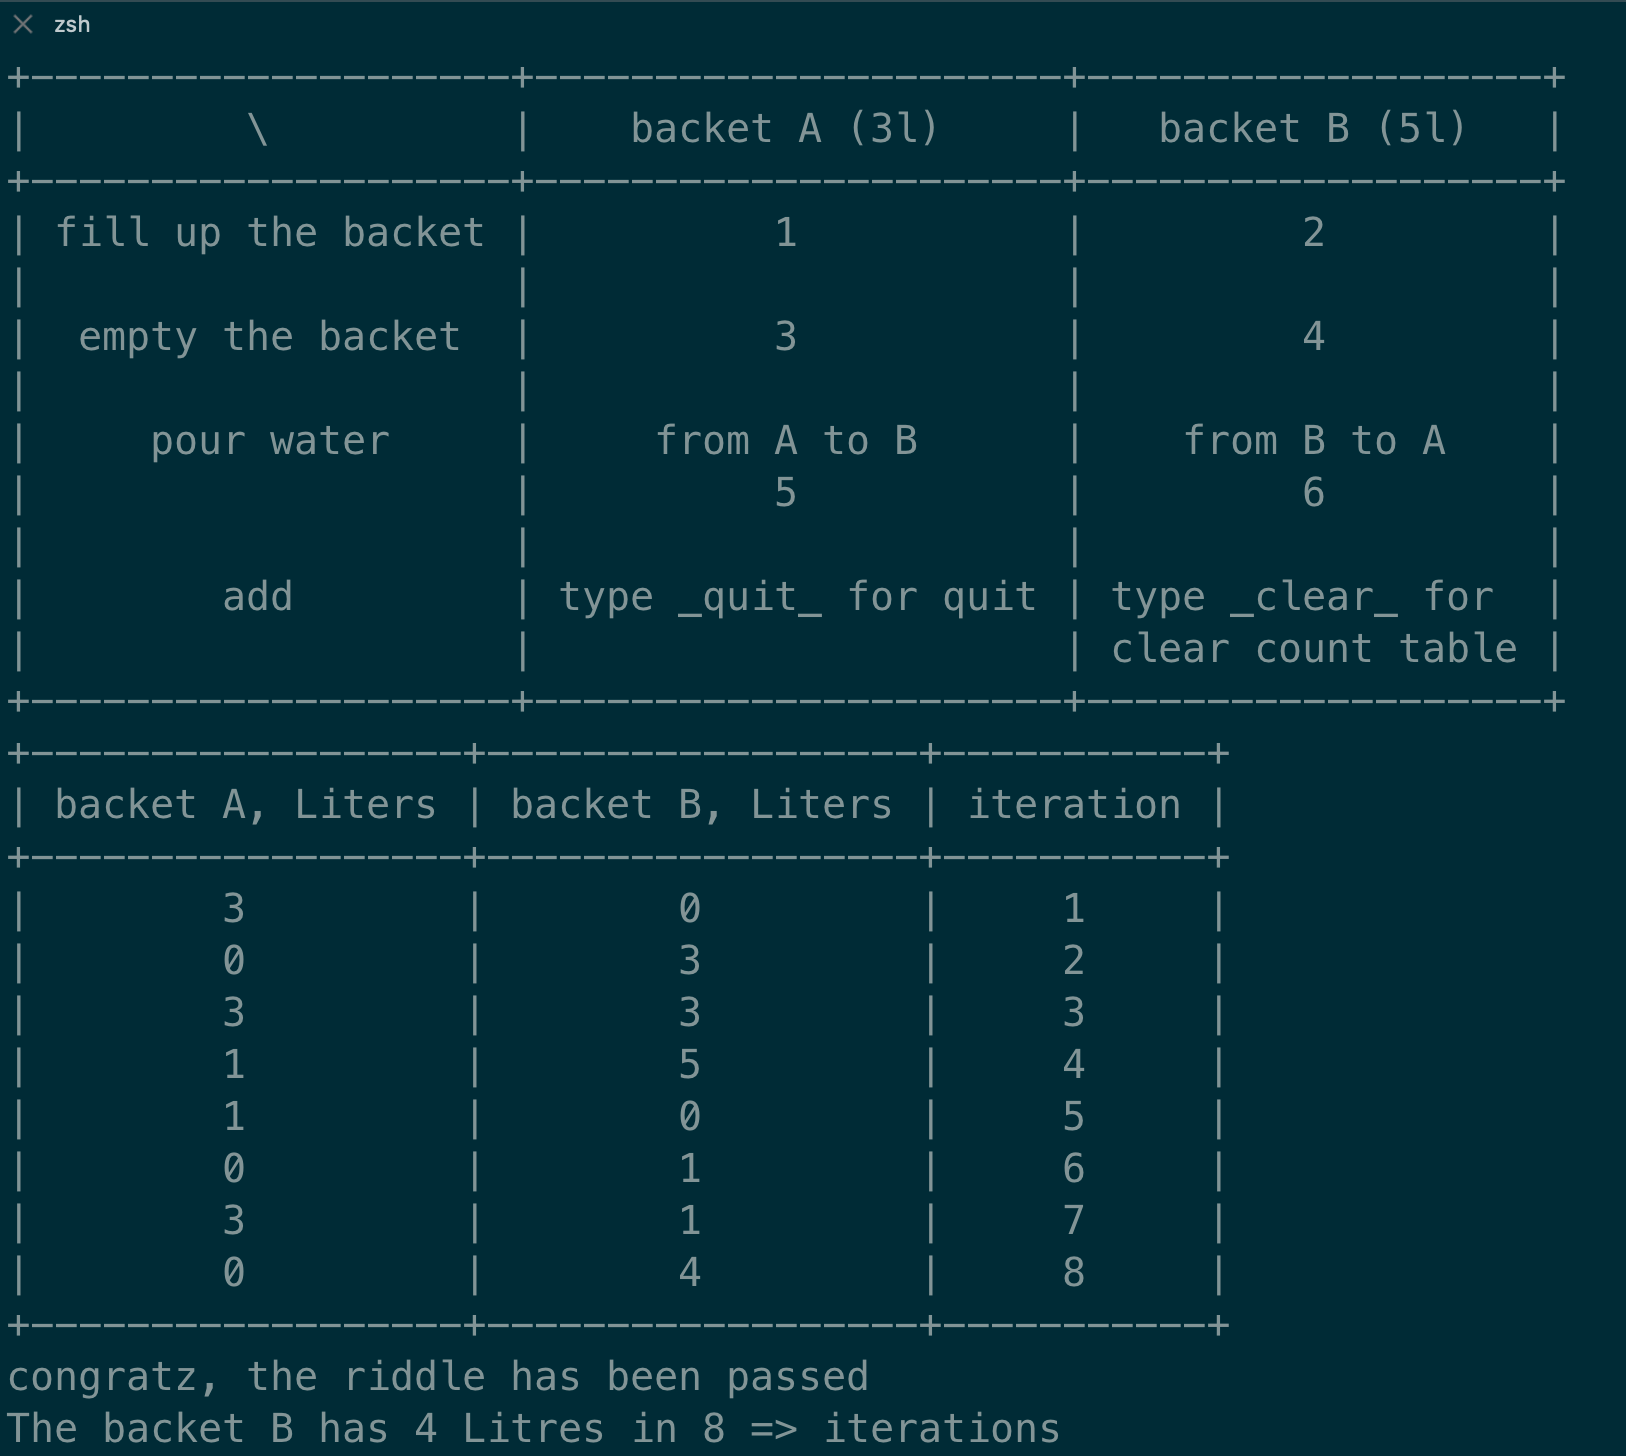 zsh
+--------------------+----------------------+-------------------+
| \ | backet A (3l) | backet B (5l) |
+--------------------+----------------------+-------------------+
| fill up the backet | 1 | 2 |
| | | |
| empty the backet | 3 | 4 |
| | | |
| pour water | from A to B | from B to A |
| | 5 | 6 |
| | | |
| add | type _quit_ for quit | type _clear_ for |
| | | clear count table |
+--------------------+----------------------+-------------------+
+------------------+------------------+-----------+
| backet A, Liters | backet B, Liters | iteration |
+------------------+------------------+-----------+
| 3 | 0 | 1 |
| 0 | 3 | 2 |
| 3 | 3 | 3 |
| 1 | 5 | 4 |
| 1 | 0 | 5 |
| 0 | 1 | 6 |
| 3 | 1 | 7 |
| 0 | 4 | 8 |
+------------------+------------------+-----------+
congratz, the riddle has been passed
The backet B has 4 Litres in 8 => iterations